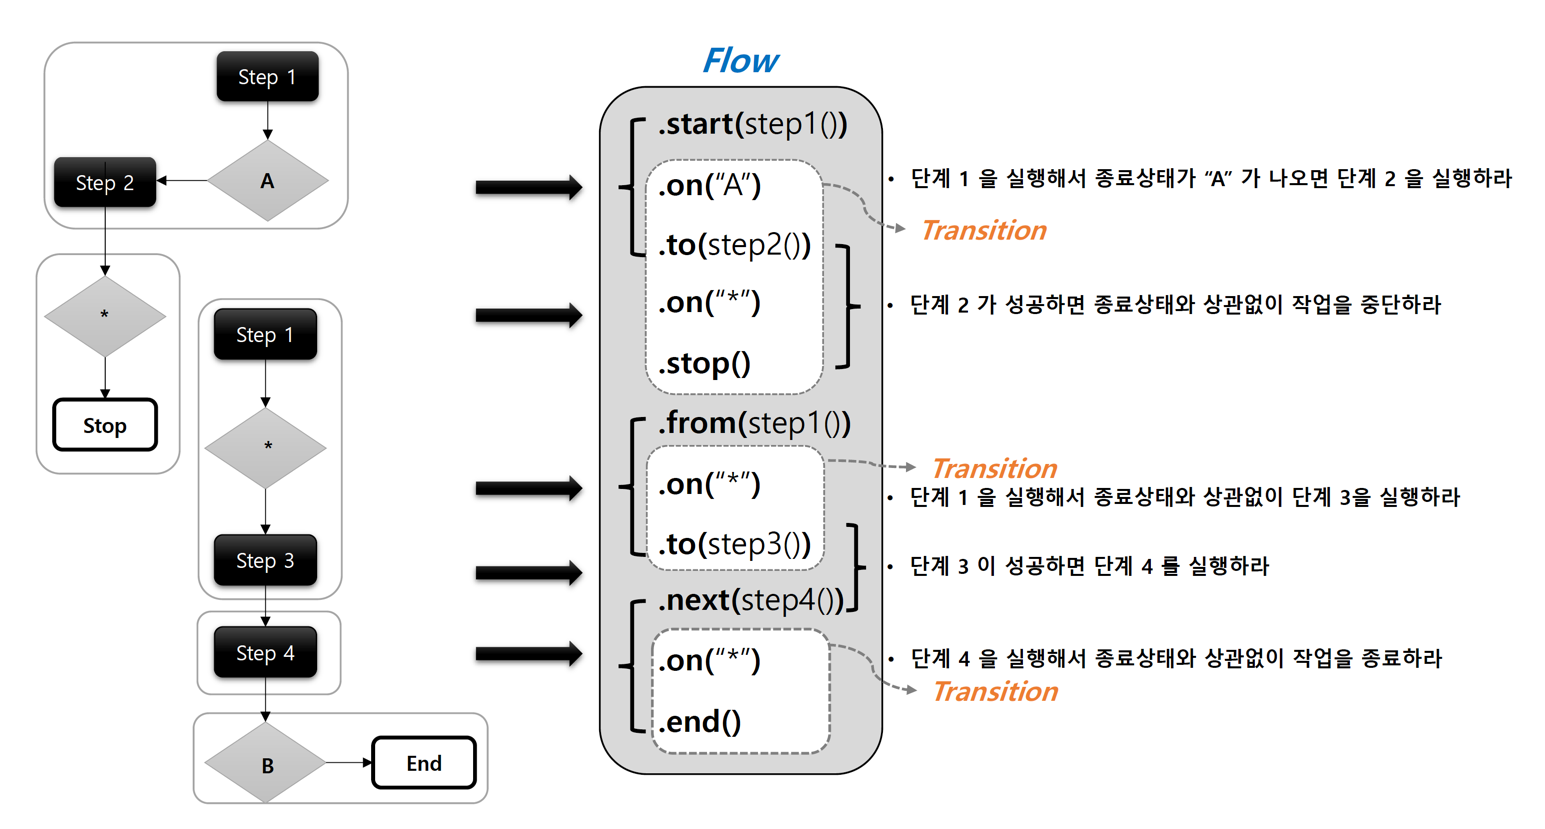 Step 1
A
Step 2
*
Stop
Step 1
*
Step 3
Step 4
B
End
Flow
.start(step1())
.on(“A”)
.to(step2())
.on(“*”)
.stop()
.from(step1())
.on(“*”)
.to(step3())
.next(step4())
.on(“*”)
.end()
• 단계 1 을 실행해서 종료상태가 “A” 가 나오면 단계 2 을 실행하라
Transition
• 단계 2 가 성공하면 종료상태와 상관없이 작업을 중단하라
Transition
• 단계 1 을 실행해서 종료상태와 상관없이 단계 3을 실행하라
• 단계 3 이 성공하면 단계 4 를 실행하라
• 단계 4 을 실행해서 종료상태와 상관없이 작업을 종료하라
Transition